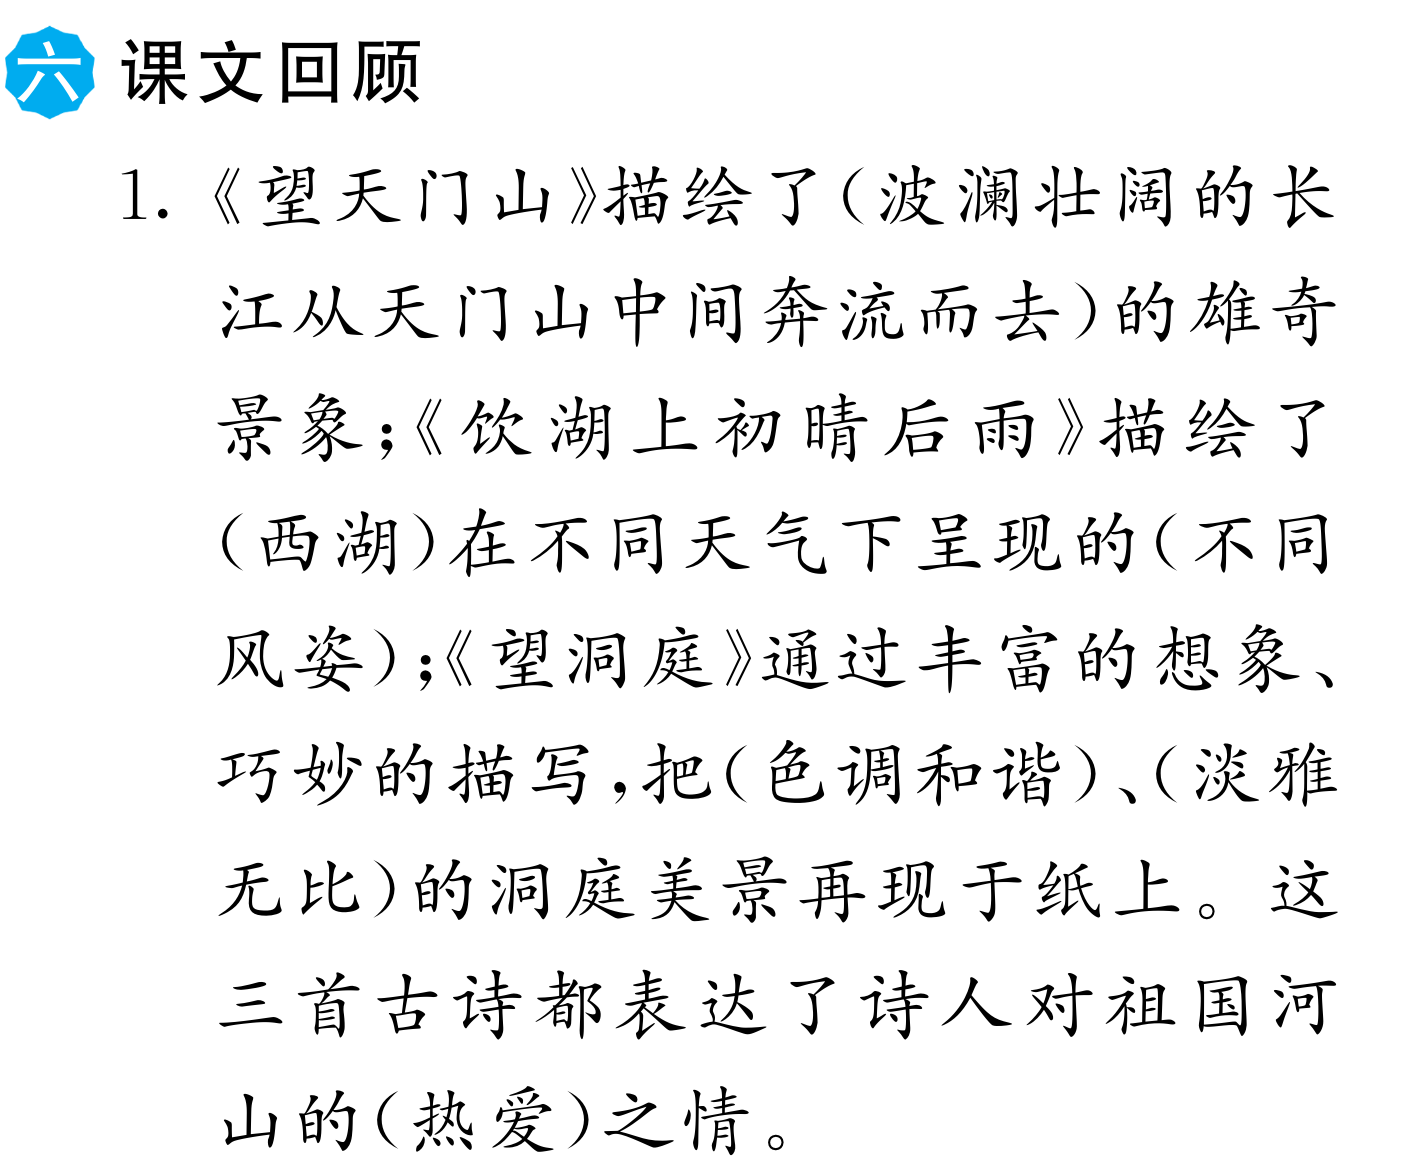 六 课文回顾
1.《望天门山》描绘了(波澜壮阔的长
江从天门山中间奔流而去)的雄奇
景象;《饮湖上初晴后雨》描绘了
(西湖)在不同天气下呈现的(不同
风姿);《望洞庭》通过丰富的想象、
巧妙的描写,把(色调和谐)、(淡雅
无比)的洞庭美景再现于纸上。这
三首古诗都表达了诗人对祖国河
山的(热爱)之情。